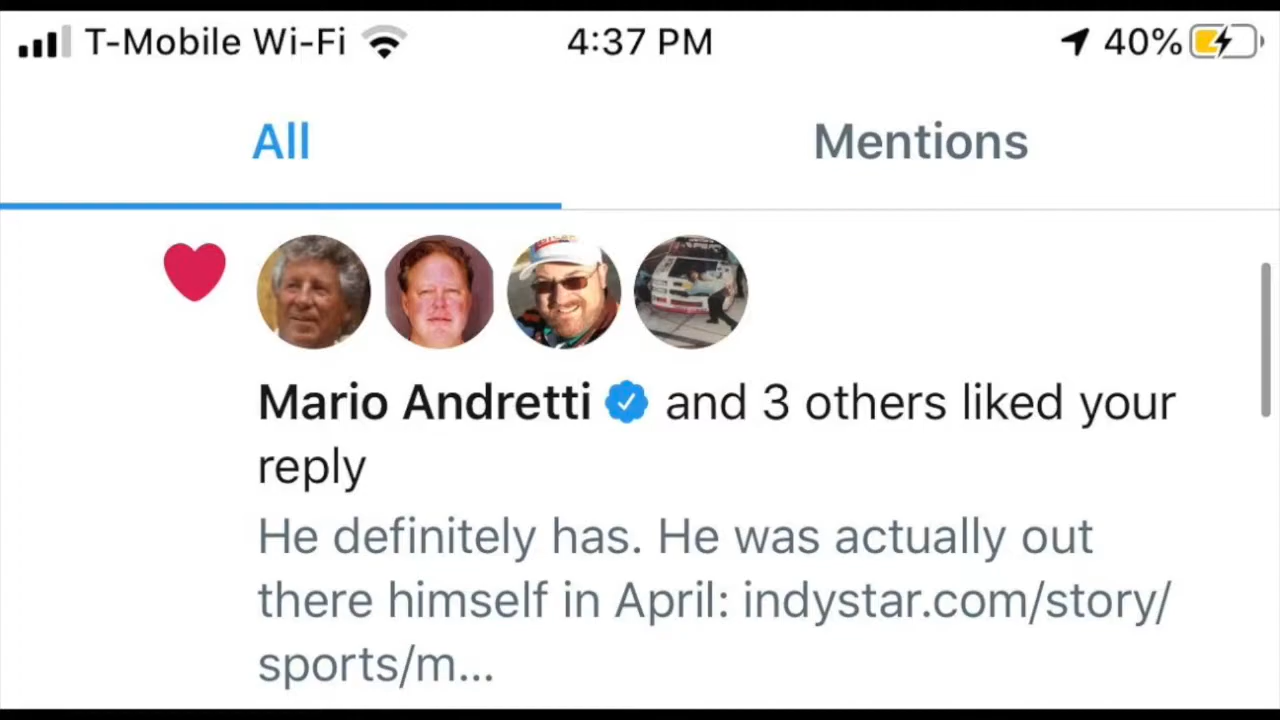 T-Mobile Wi-Fi 4:37 PM 40%
All Mentions
Mario Andretti and 3 others liked your
reply
He definitely has. He was actually out
there himself in April: indystar.com/story/
sports/m...